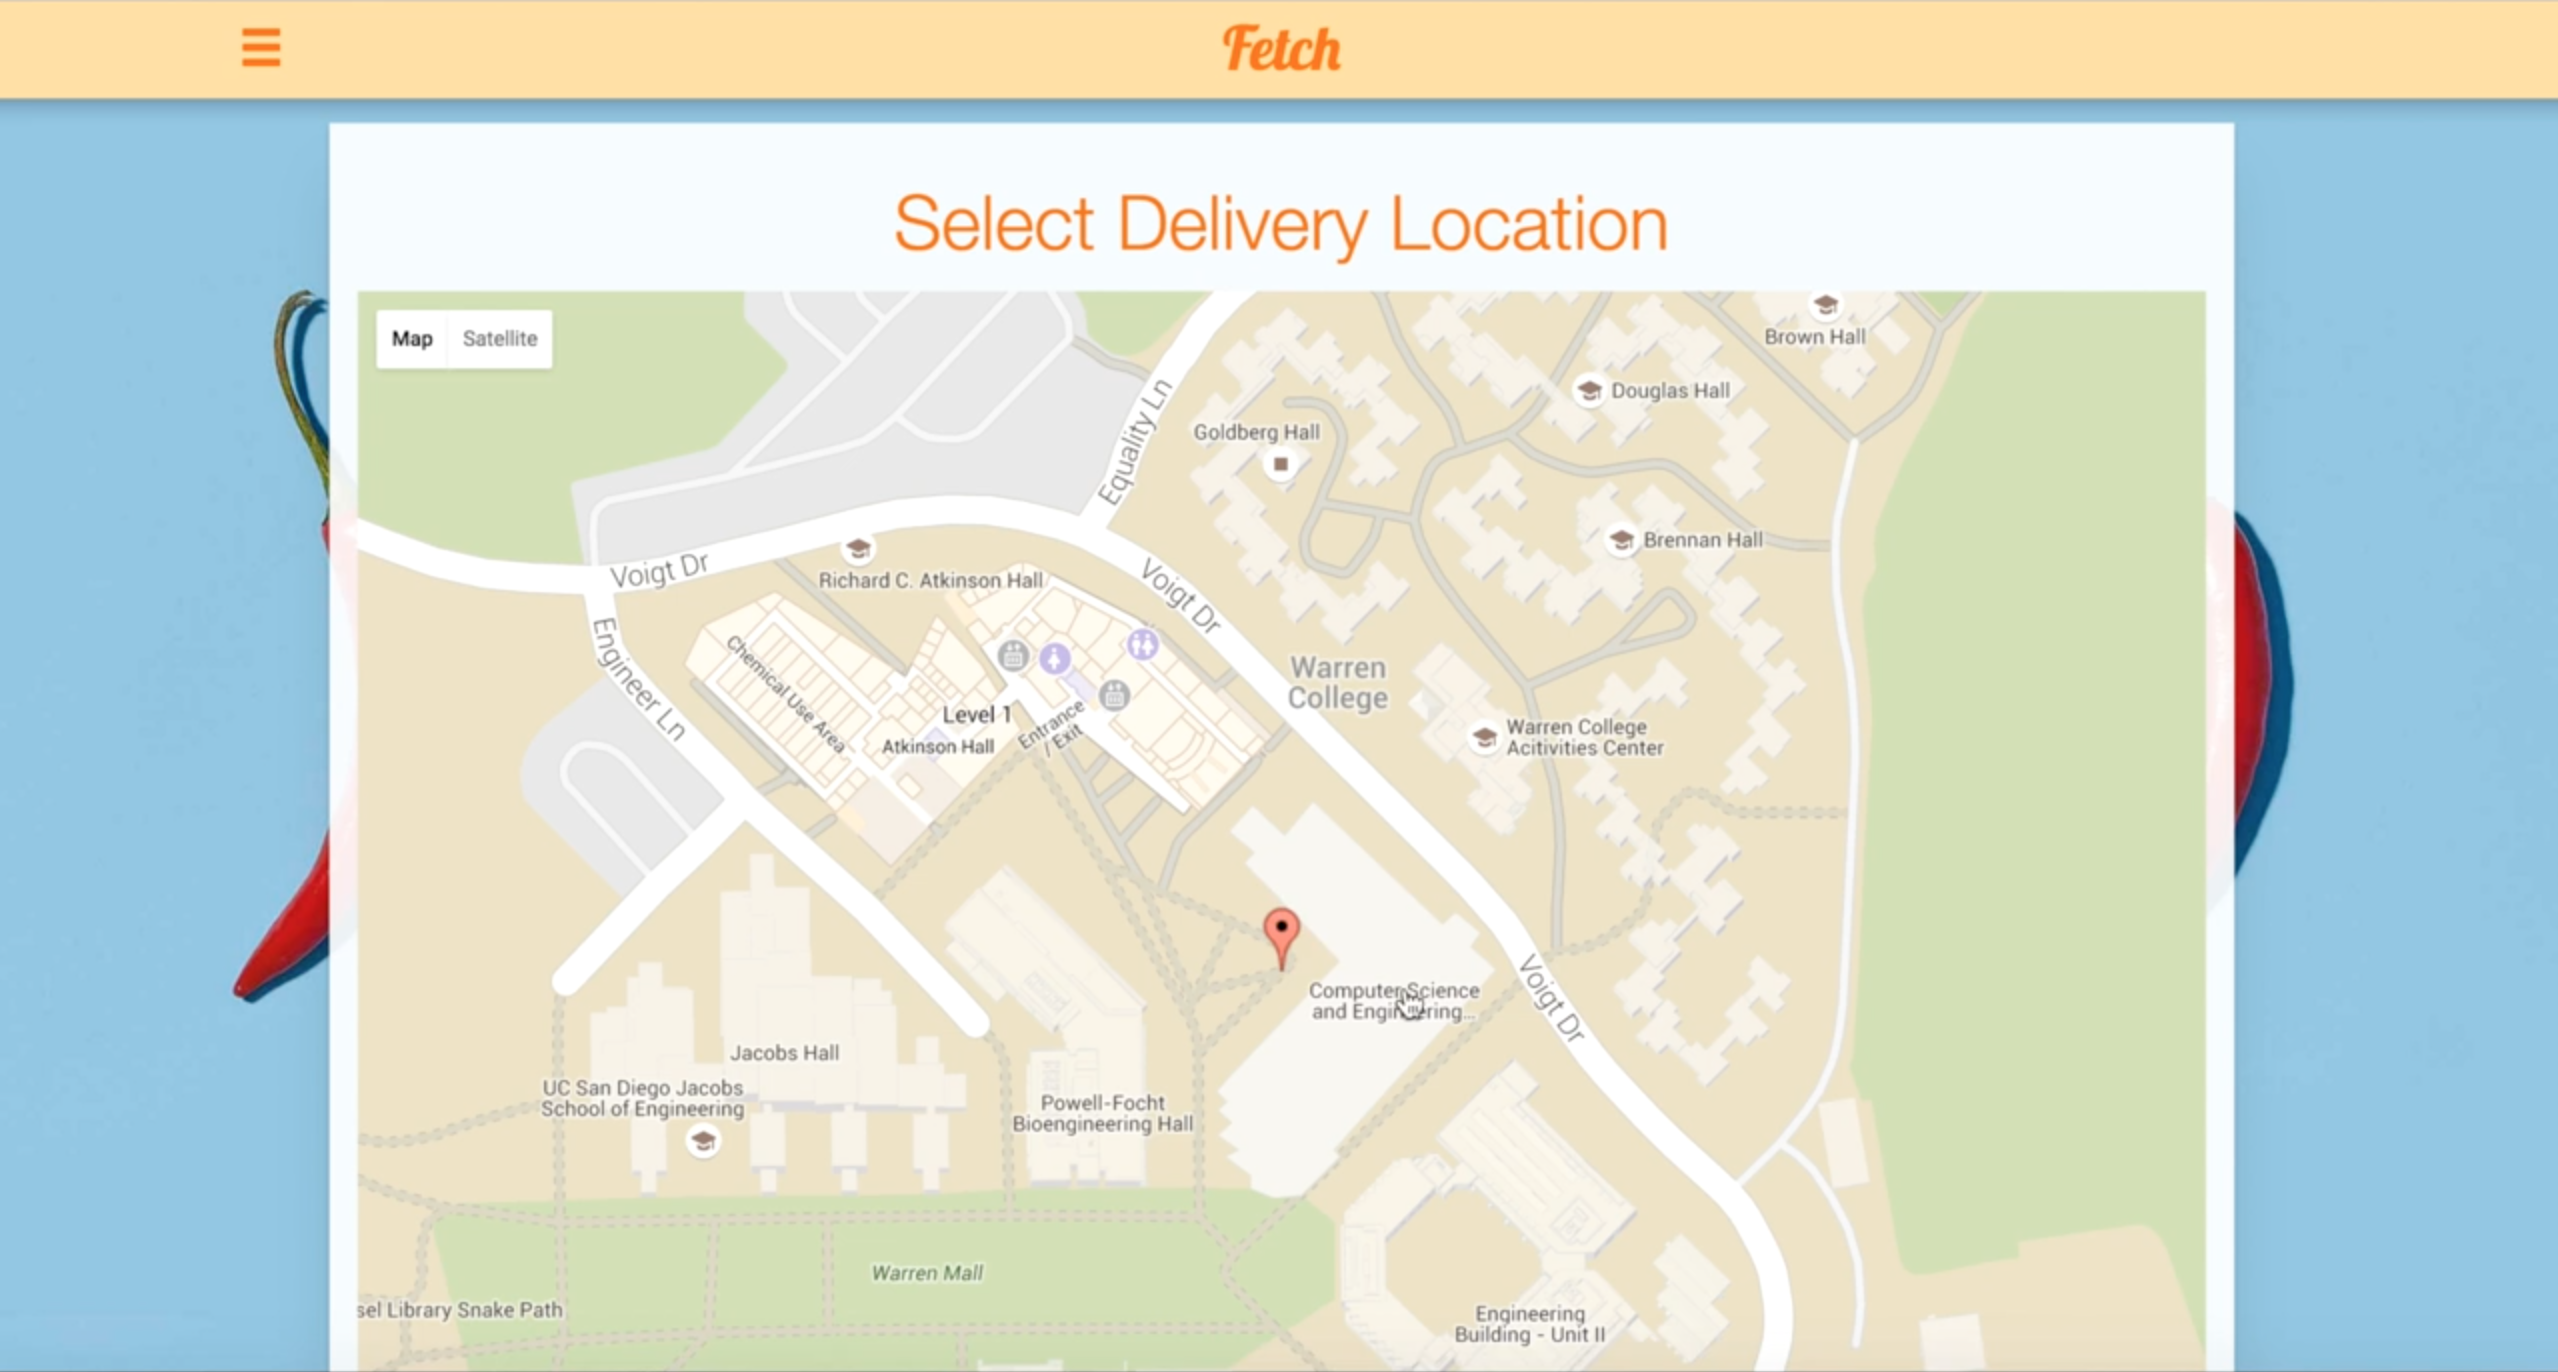 Fetch
Select Delivery Location
Map Satellite
Brown Hall
Douglas Hall
Equality Ln
Goldberg Hall
Brennan Hall
Voigt Dr
Richard C. Atkinson Hall
Voigt Dr
Engineer Ln
Chemical Use Area
Warren
College
Level 1
Atkinson Hall
Entrance
/ Exit
Warren College
Acitivities Center
Computer Science
and Engineering...
Voigt Dr
Jacobs Hall
UC San Diego Jacobs
School of Engineering
Powell-Focht
Bioengineering Hall
Warren Mall
sel Library Snake Path
Engineering
Building - Unit II